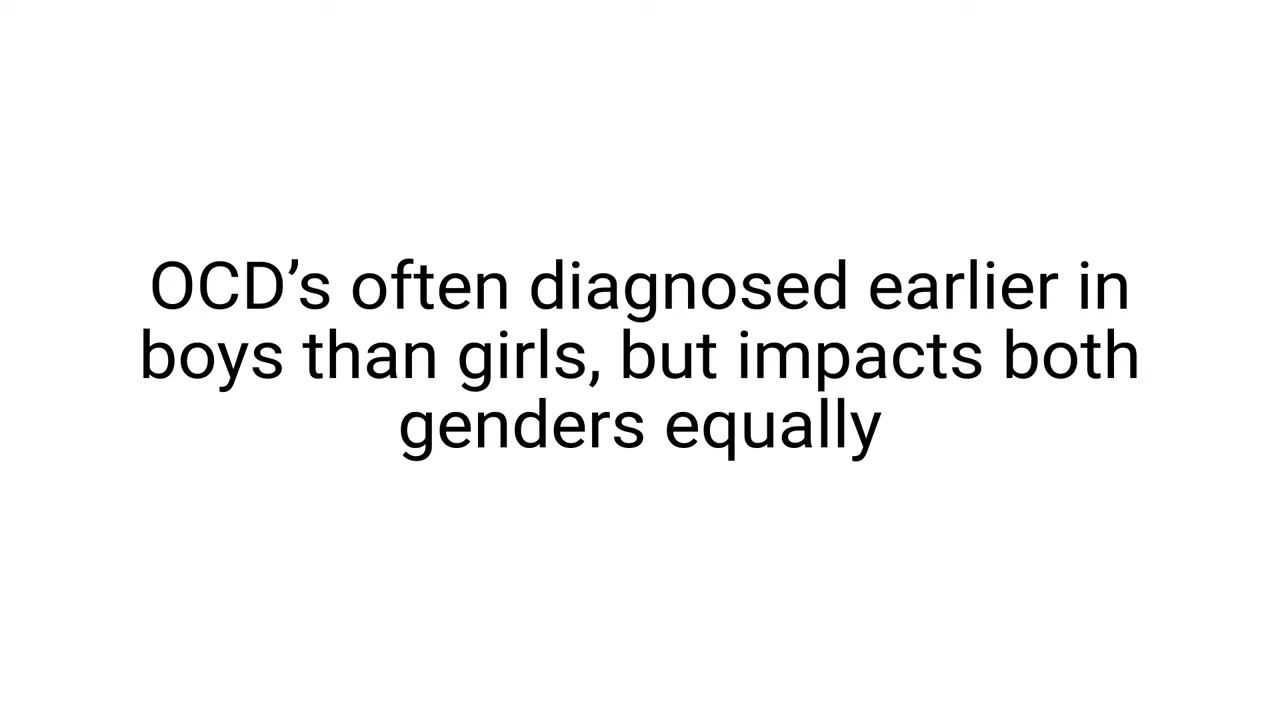 OCD’s often diagnosed earlier in
boys than girls, but impacts both
genders equally